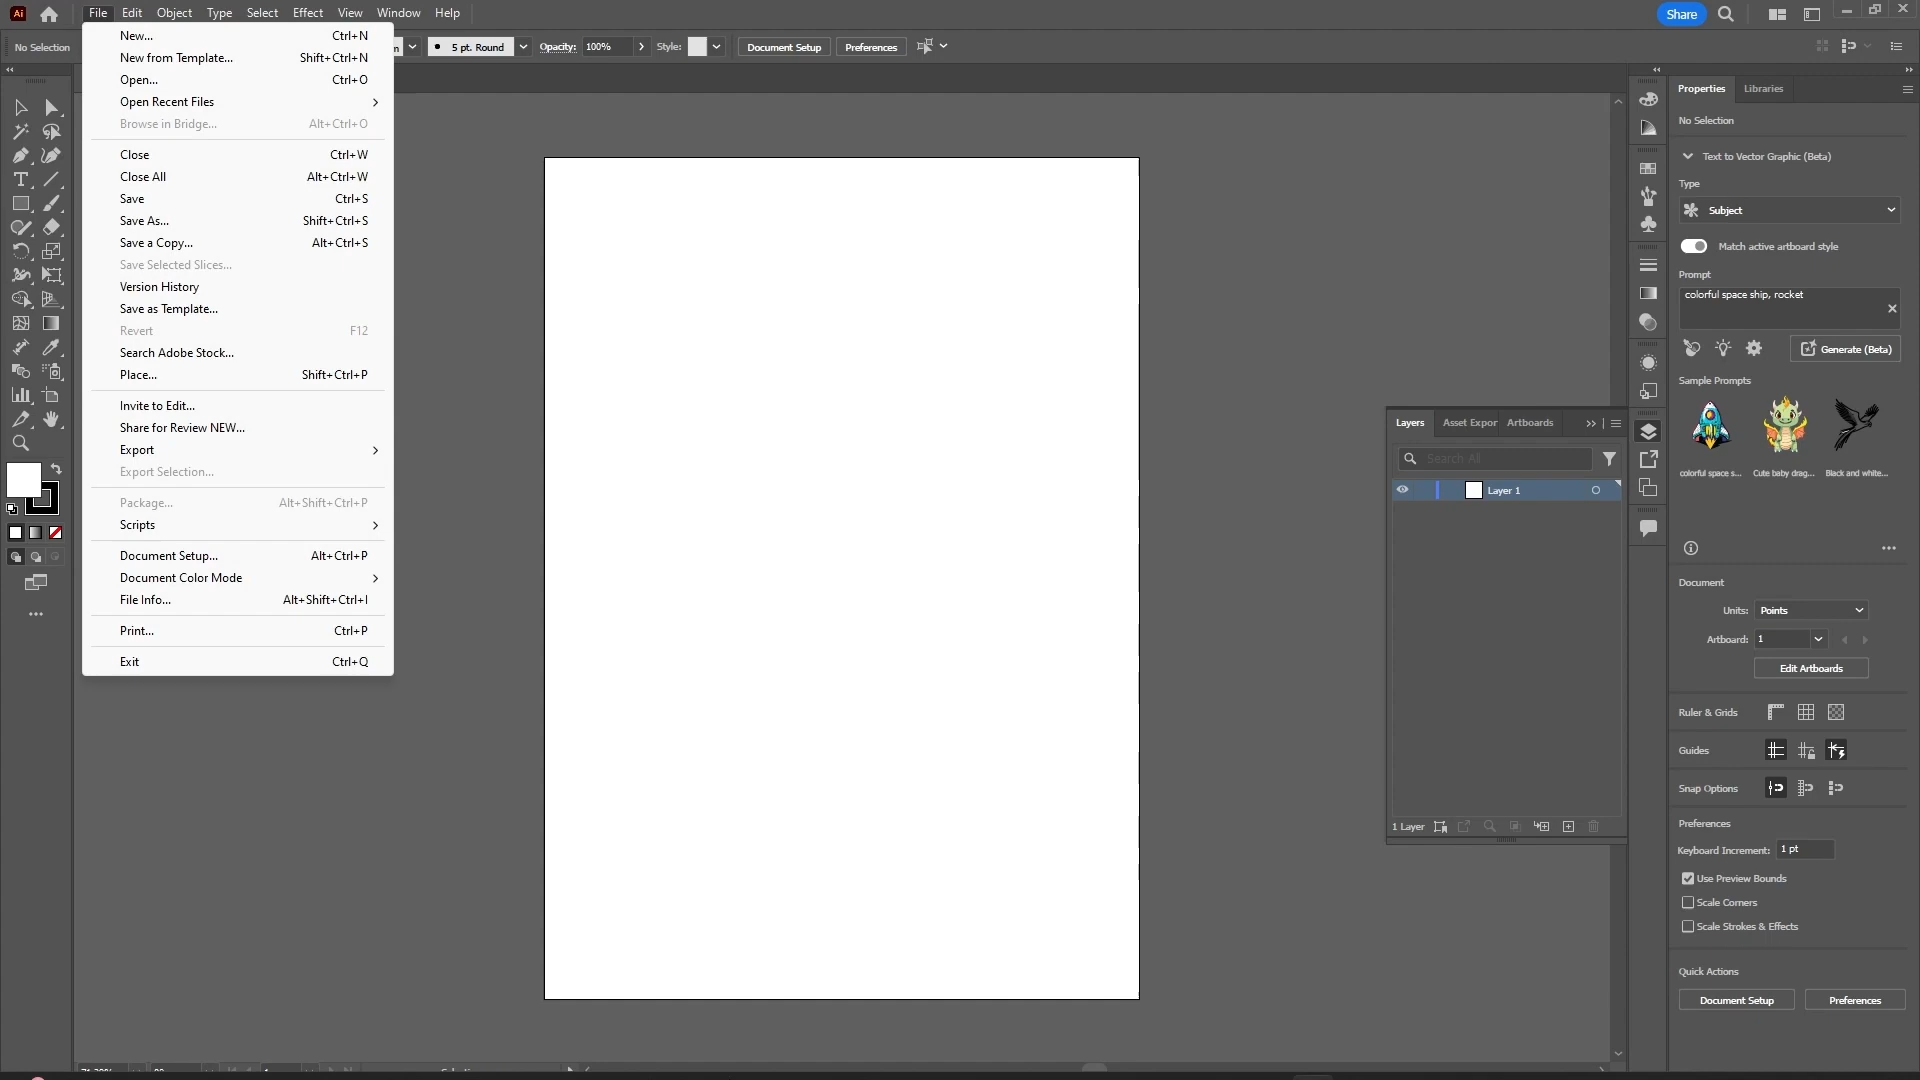 Ai File Edit Object Type Select Effect View Window Help Share
No Selection 5 pt. Round Opacity: 100% Style: Document Setup Preferences
New... Ctrl+N
New from Template... Shift+Ctrl+N
Open... Ctrl+O
Open Recent Files
Browse in Bridge... Alt+Ctrl+O
Close Ctrl+W
Close All Alt+Ctrl+W
Save Ctrl+S
Save As... Shift+Ctrl+S
Save a Copy... Alt+Ctrl+S
Save Selected Slices...
Version History
Save as Template...
Revert F12
Search Adobe Stock...
Place... Shift+Ctrl+P
Invite to Edit...
Share for Review NEW...
Export
Export Selection...
Package... Alt+Shift+Ctrl+P
Scripts
Document Setup... Alt+Ctrl+P
Document Color Mode
File Info... Alt+Shift+Ctrl+I
Print... Ctrl+P
Exit Ctrl+Q
Layers Asset Expor Artboards
Search All
Layer 1
1 Layer
Properties Libraries
No Selection
Text to Vector Graphic (Beta)
Type
Subject
Match active artboard style
Prompt
colorful space ship, rocket
Generate (Beta)
Sample Prompts
colorful space s... Cute baby drag... Black and white...
Document
Units: Points
Artboard: 1
Edit Artboards
Ruler & Grids
Guides
Snap Options
Preferences
Keyboard Increment: 1 pt
Use Preview Bounds
Scale Corners
Scale Strokes & Effects
Quick Actions
Document Setup Preferences